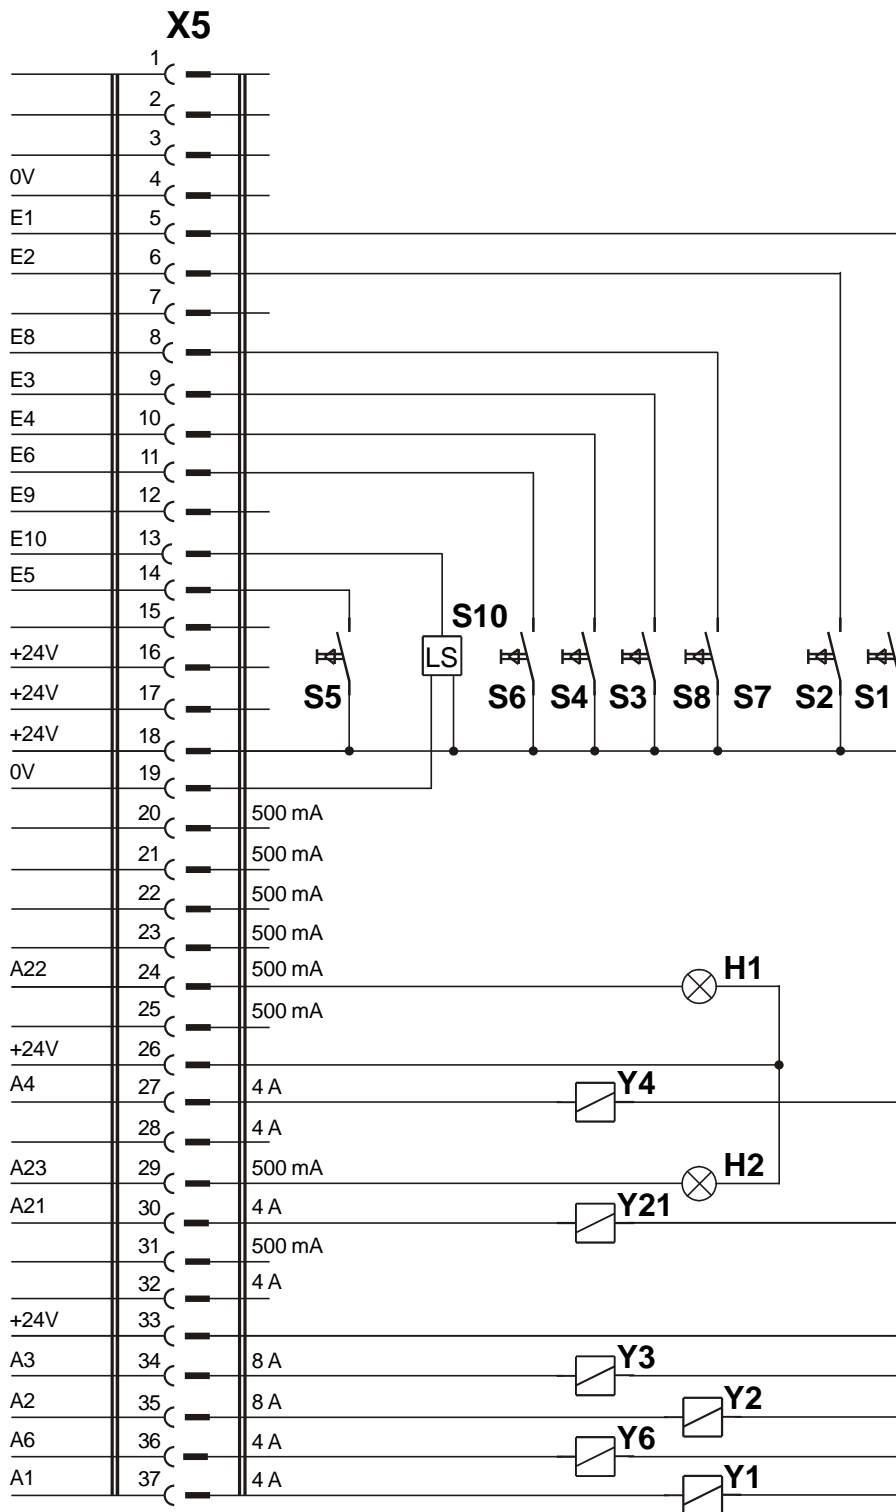 X5
1
2
3
0V 4
E1 5
E2 6
7
E8 8
E3 9
E4 10
E6 11
E9 12
E10 13
E5 14
15
S10
+24V 16
LS
+24V 17
S5 S6 S4 S3 S8 S7 S2 S1
+24V 18
0V 19
20 500 mA
21 500 mA
22 500 mA
23 500 mA
A22 24 500 mA H1
25 500 mA
+24V 26
A4 27 4 A Y4
28 4 A
A23 29 500 mA H2
A21 30 4 A Y21
31 500 mA
32 4 A
+24V 33
A3 34 8 A Y3
A2 35 8 A Y2
A6 36 4 A Y6
A1 37 4 A Y1